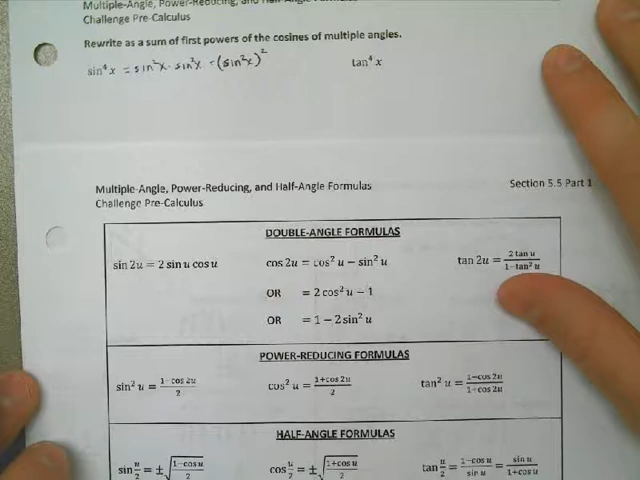 Multiple-Angle, Power-Reducing, and Half-Angle Formulas
Challenge Pre-Calculus
Rewrite as a sum of first powers of the cosines of multiple angles.
sin⁴ x = sin²x · sin²x = (sin²x)² tan⁴ x
Multiple-Angle, Power-Reducing, and Half-Angle Formulas Section 5.5 Part 1
Challenge Pre-Calculus
DOUBLE-ANGLE FORMULAS
sin 2u = 2 sin u cos u cos 2u = cos² u − sin² u tan 2u = 2 tan u / 1−tan² u
OR = 2 cos² u − 1
OR = 1 − 2 sin² u
POWER-REDUCING FORMULAS
sin² u = 1−cos 2u / 2 cos² u = 1+cos 2u / 2 tan² u = 1−cos 2u / 1+cos 2u
HALF-ANGLE FORMULAS
sin u/2 = ± √ 1−cos u / 2 cos u/2 = ± √ 1+cos u / 2 tan u/2 = 1−cos u / sin u = sin u / 1+cos u